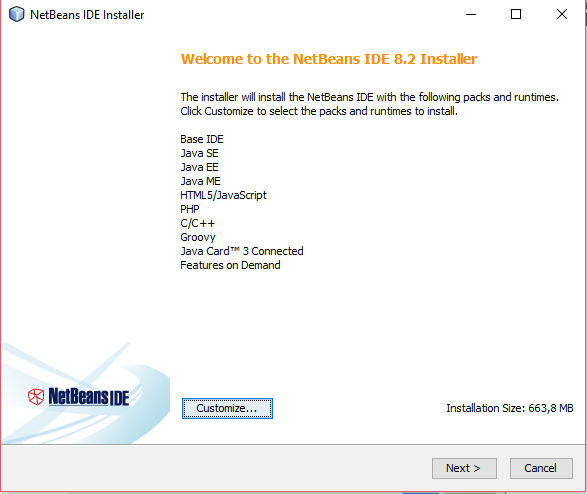 NetBeans IDE Installer
Welcome to the NetBeans IDE 8.2 Installer
The installer will install the NetBeans IDE with the following packs and runtimes.
Click Customize to select the packs and runtimes to install.
Base IDE
Java SE
Java EE
Java ME
HTML5/JavaScript
PHP
C/C++
Groovy
Java Card™ 3 Connected
Features on Demand
NetBeans IDE
Customize...
Installation Size: 663,8 MB
Next >
Cancel